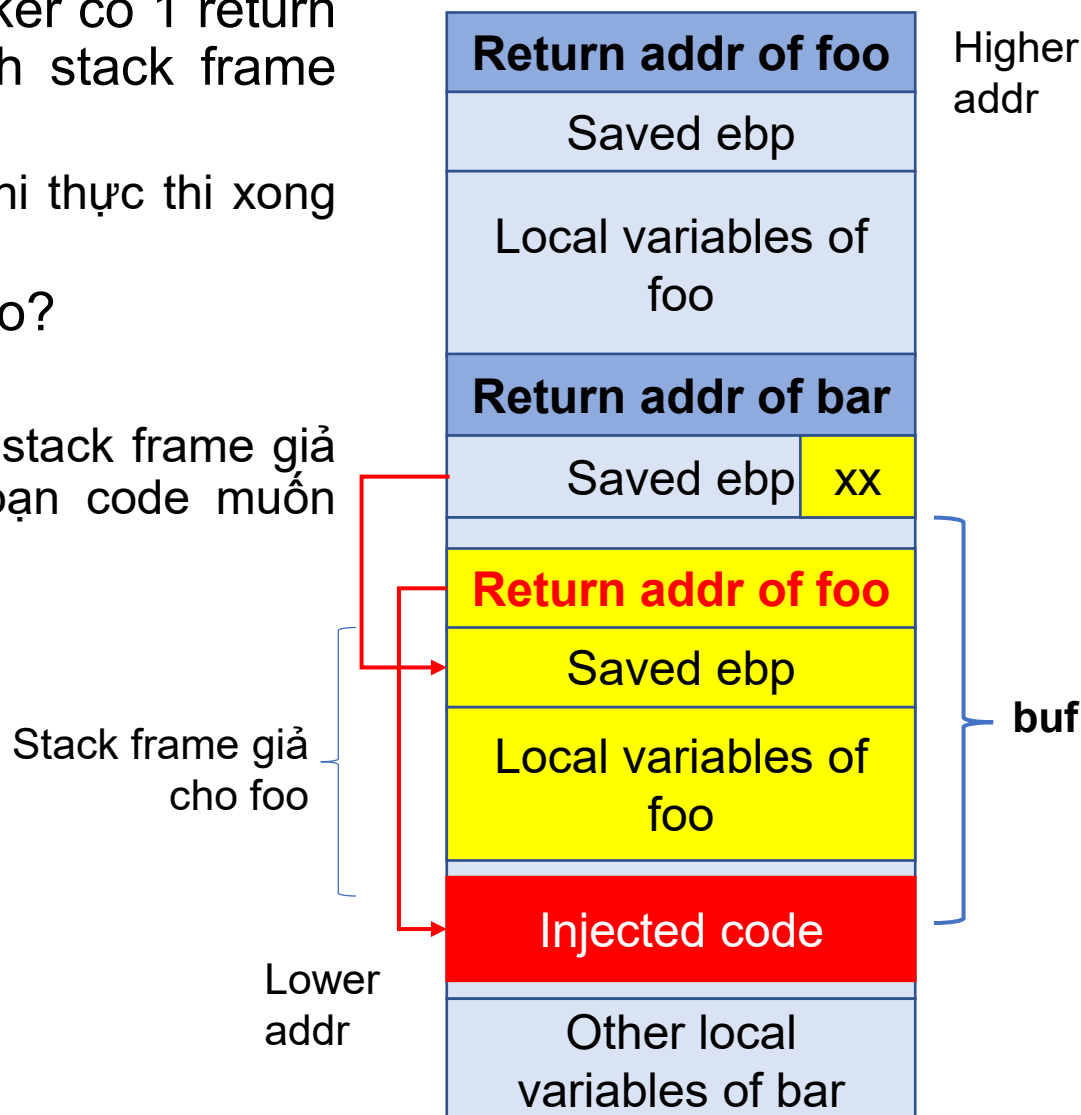 ker có 1 return
h stack frame
hi thực thi xong
o?
stack frame giả
oạn code muốn
Return addr of foo
Higher
addr
Saved ebp
Local variables of
foo
Return addr of bar
Saved ebp
xx
Return addr of foo
Saved ebp
buf
Stack frame giả
cho foo
Local variables of
foo
Injected code
Lower
addr
Other local
variables of bar